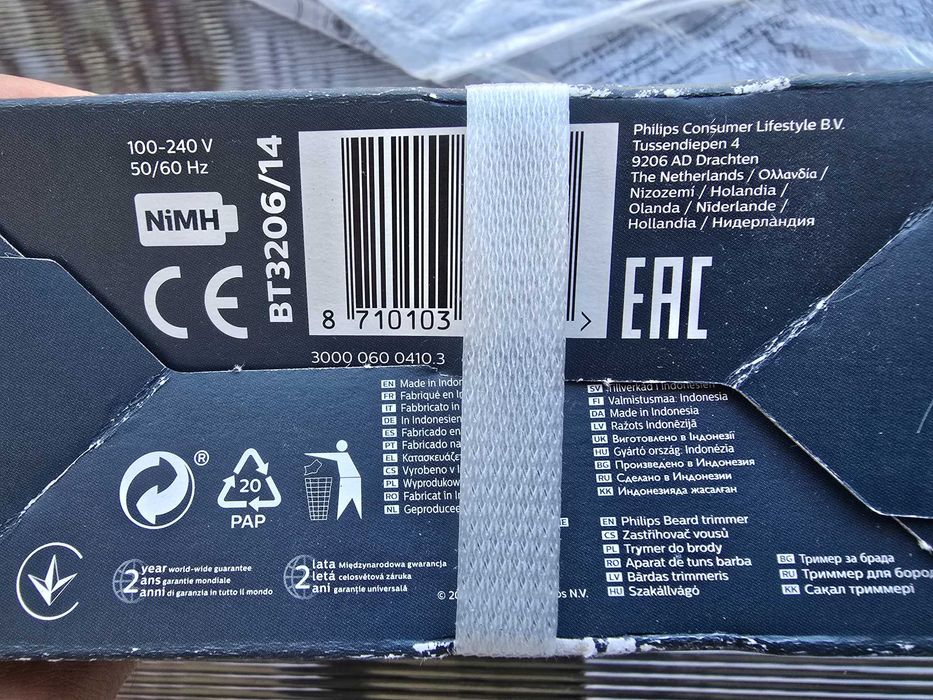 100-240 V
50/60 Hz
NiMH
BT3206/14
8 710103 >
3000 060 0410.3
Philips Consumer Lifestyle B.V.
Tussendiepen 4
9206 AD Drachten
The Netherlands / Ολλανδία /
Nizozemí / Holandia /
Olanda / Nīderlande /
Hollandia / Нидерландия
CE
EAC
EN Made in
FR Fabriqué en
IT Fabbricato in
DE In Indonesien
ES Fabricado en
PT Fabricado na
EL
CS Vyrobeno v
PL
RO Fabricat în
NL
SV Tillverkad i Indonesien
FI Valmistusmaa: Indonesia
DA Made in Indonesia
LV Ražots Indonēzijā
UK Виготовлено в Індонезії
HU Gyártó ország: Indonézia
BG Произведено в Индонезия
RU Сделано в Индонезии
KK Индонезияда жасалған
®
20
PAP
EN Philips Beard trimmer
CS Zastřihovač vousů
PL Trymer do brody
RO Aparat de tuns barba
LV Bārdas trimmeris
HU Szakállvágó
BG Тример за брада
RU Триммер для
KK Сақал триммері
2 year world-wide guarantee
ans garantie mondiale
anni di garanzia in tutto il mondo
2 lata Międzynarodowa gwarancja
letá celosvětová záruka
ani garanție universală
©
N.V.